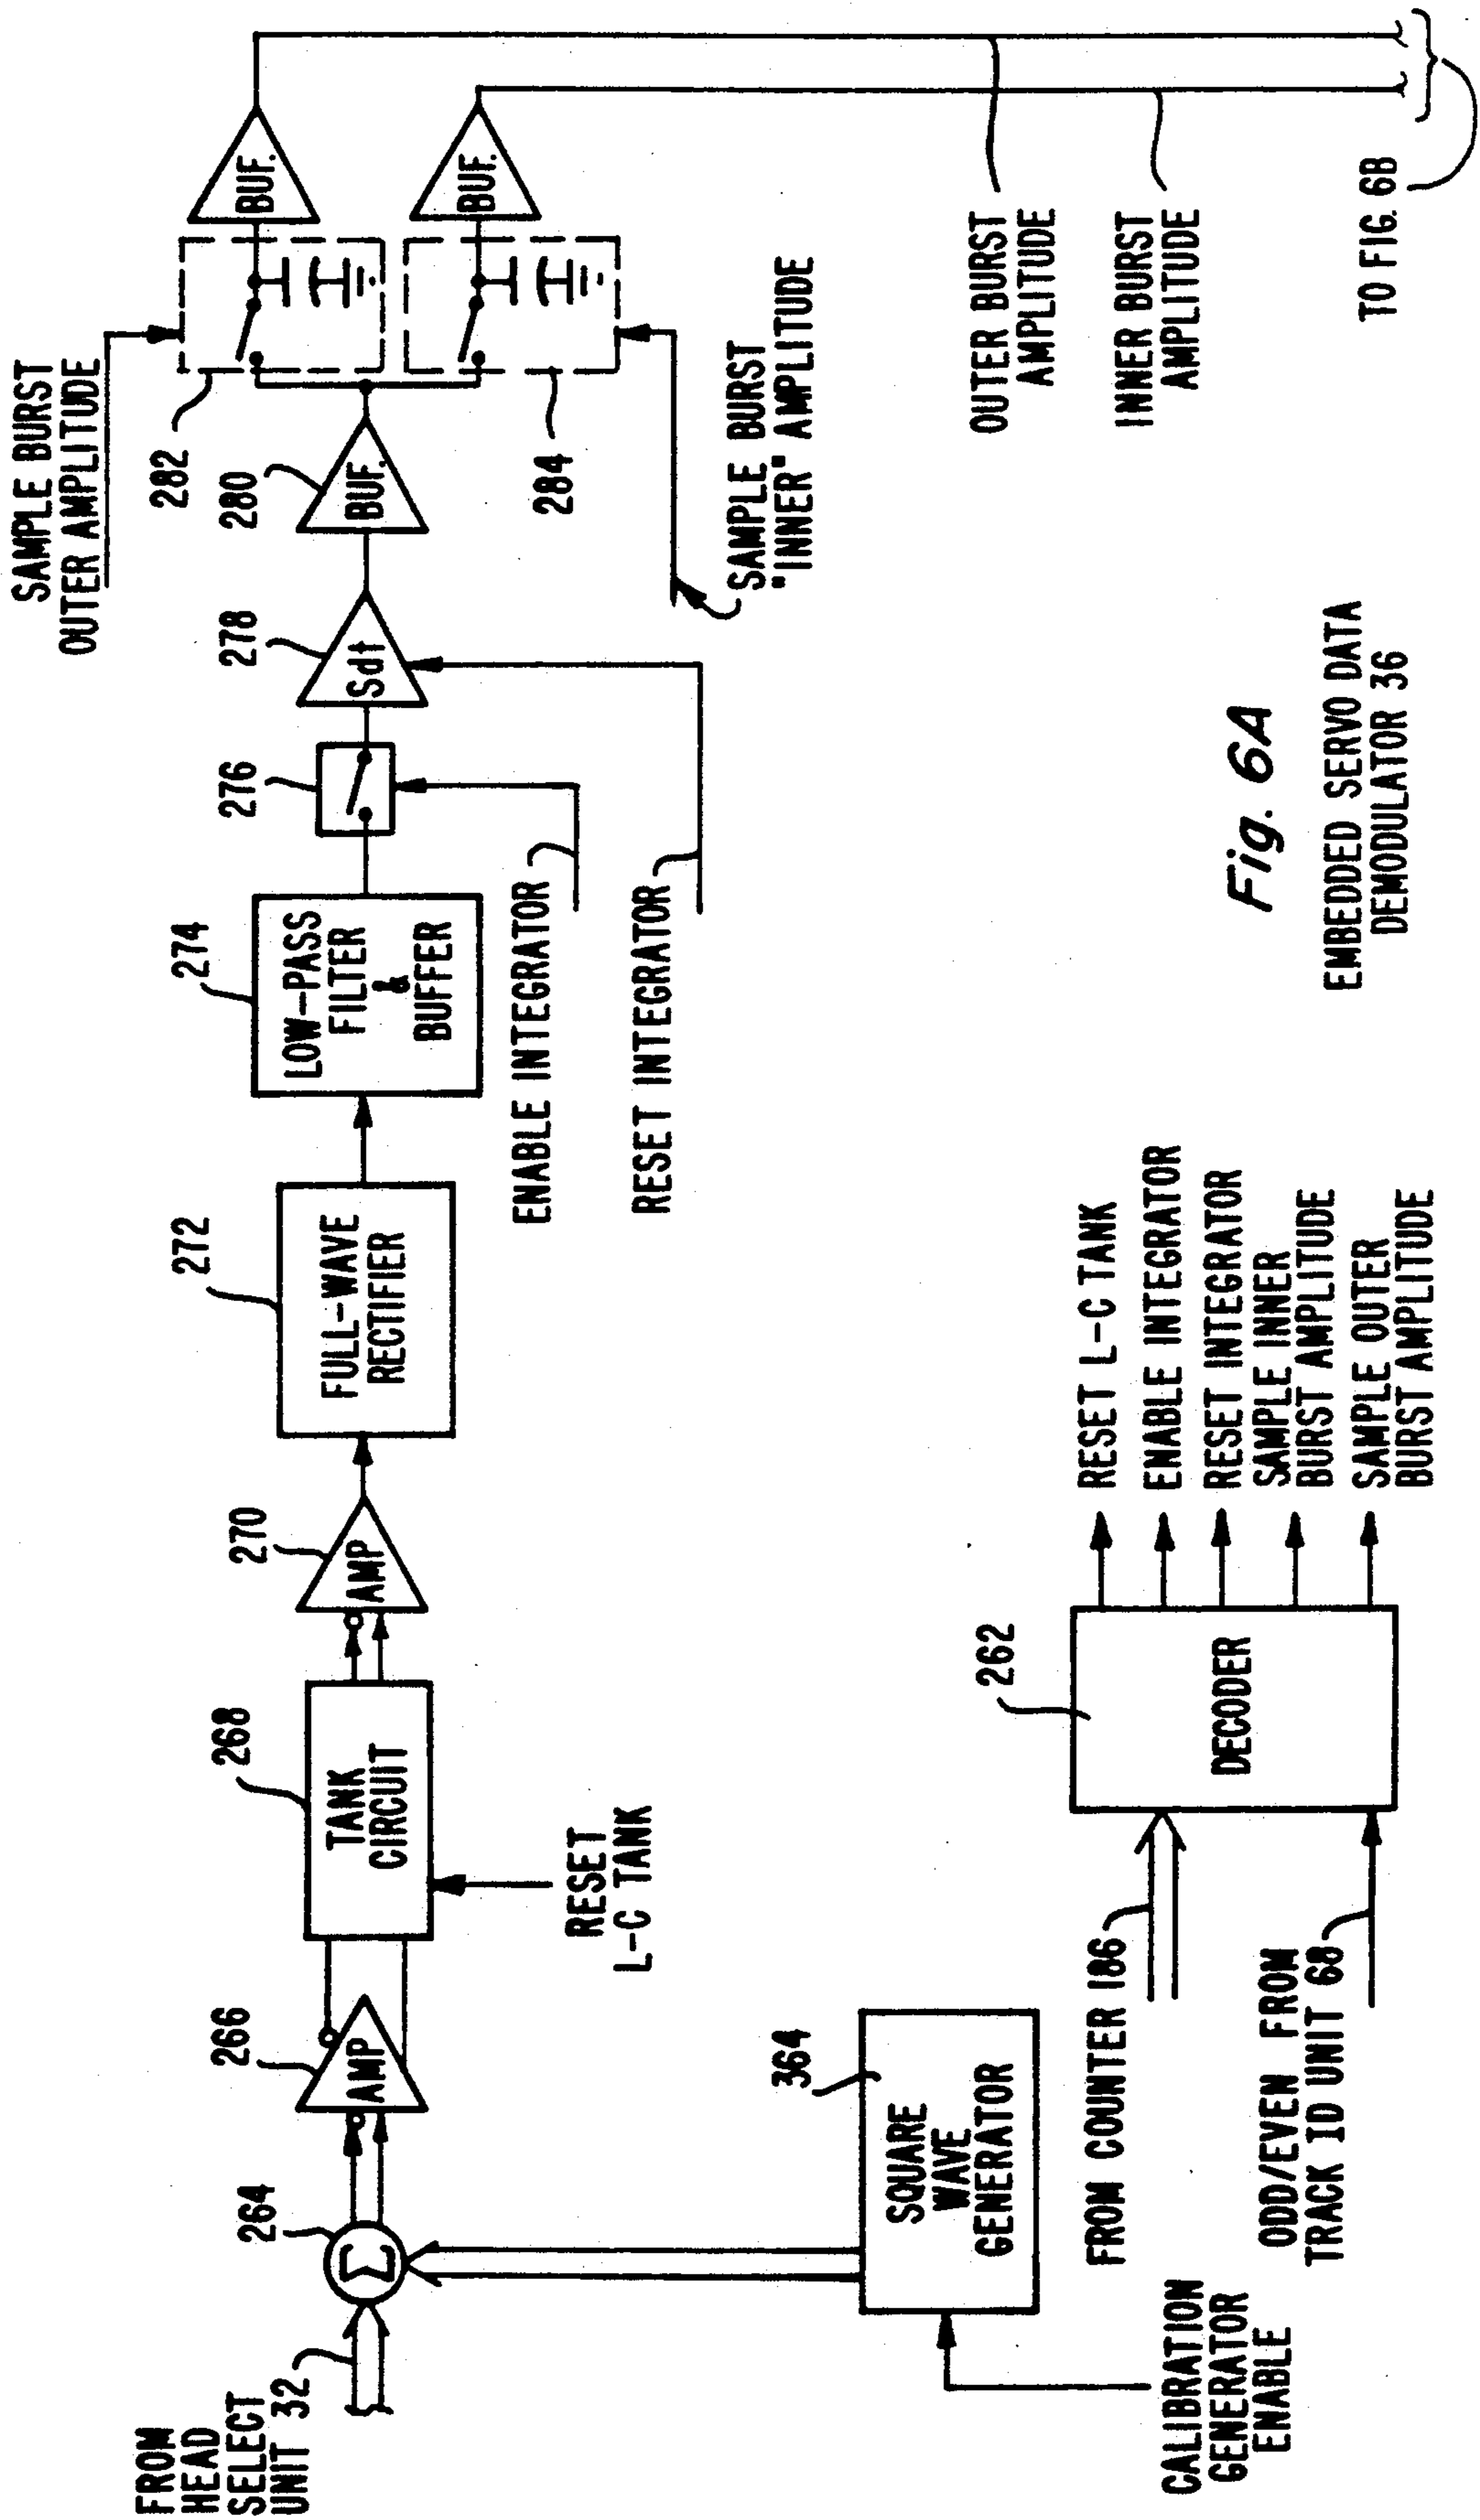 FROM
HEAD
SELECT
UNIT 32
264
Σ
266
AMP
268
TANK
CIRCUIT
RESET
L-C TANK
270
AMP
272
FULL-WAVE
RECTIFIER
274
LOW-PASS
FILTER
&
BUFFER
276
ENABLE INTEGRATOR
278
Sdt
RESET INTEGRATOR
280
BUF.
SAMPLE BURST
OUTER AMPLITUDE
282
BUF.
284
BUF.
SAMPLE BURST
"INNER" AMPLITUDE
OUTER BURST
AMPLITUDE
INNER BURST
AMPLITUDE
TO FIG. 6B
364
SQUARE
WAVE
GENERATOR
CALIBRATION
GENERATOR
ENABLE
FROM COUNTER 186
ODD/EVEN FROM
TRACK ID UNIT 68
262
DECODER
RESET L-C TANK
ENABLE INTEGRATOR
RESET INTEGRATOR
SAMPLE INNER
BURST AMPLITUDE
SAMPLE OUTER
BURST AMPLITUDE
Fig. 6A
EMBEDDED SERVO DATA
DEMODULATOR 36